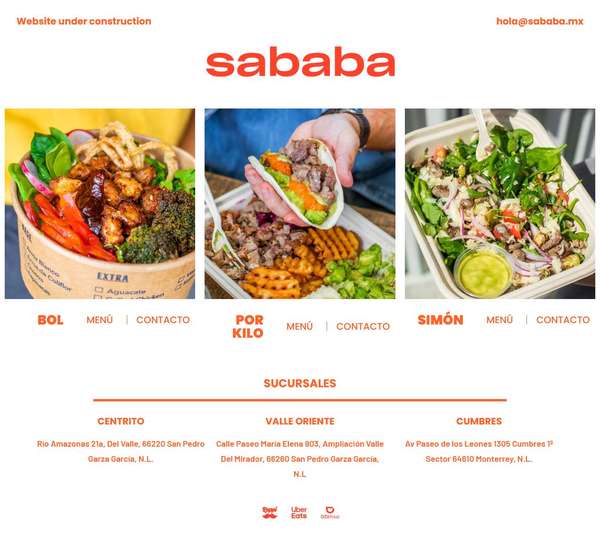 Website under construction
hola@sababa.mx
sababa
EXTRA
Aguacate
BOL
MENÚ | CONTACTO
POR
KILO
MENÚ | CONTACTO
SIMÓN
MENÚ | CONTACTO
SUCURSALES
CENTRITO
Río Amazonas 21a, Del Valle, 66220 San Pedro
Garza García, N.L.
VALLE ORIENTE
Calle Paseo María Elena 903, Ampliación Valle
Del Mirador, 66260 San Pedro Garza García,
N.L
CUMBRES
Av Paseo de los Leones 1305 Cumbres 1º
Sector 64610 Monterrey, N.L.
Uber
Eats